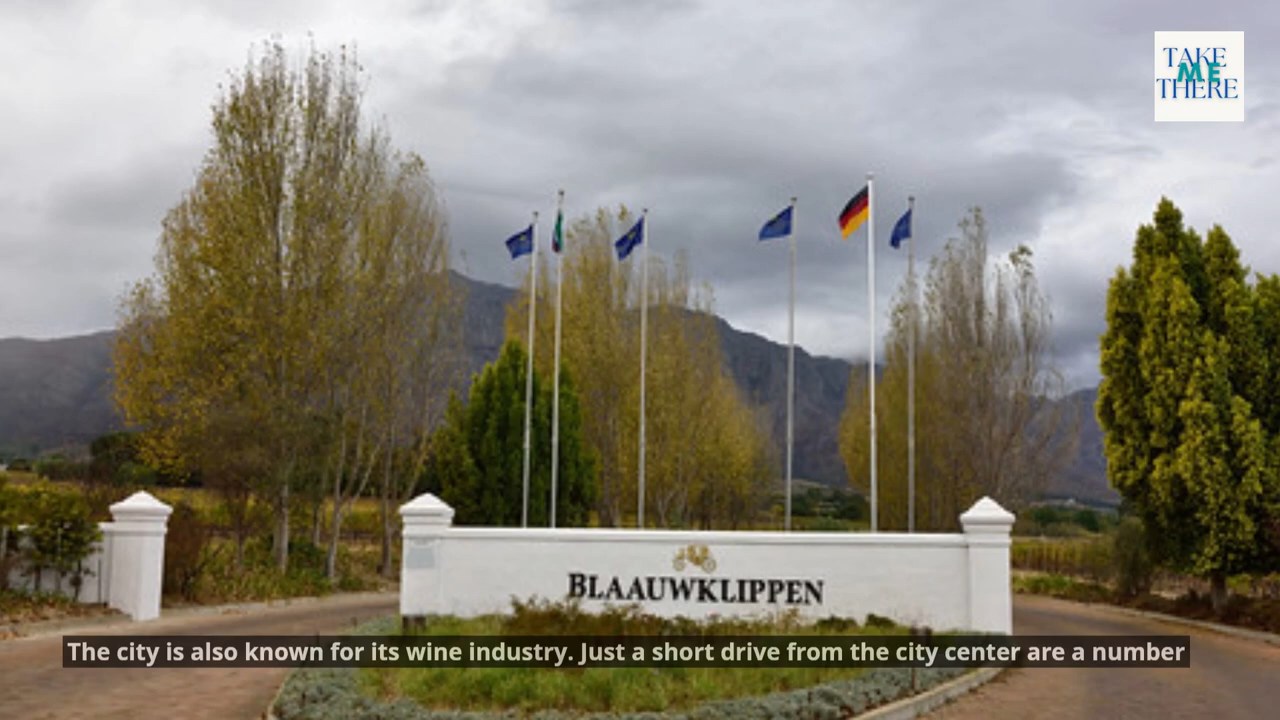 TAKE
ME
THERE
BLAAUWKLIPPEN
The city is also known for its wine industry. Just a short drive from the city center are a number